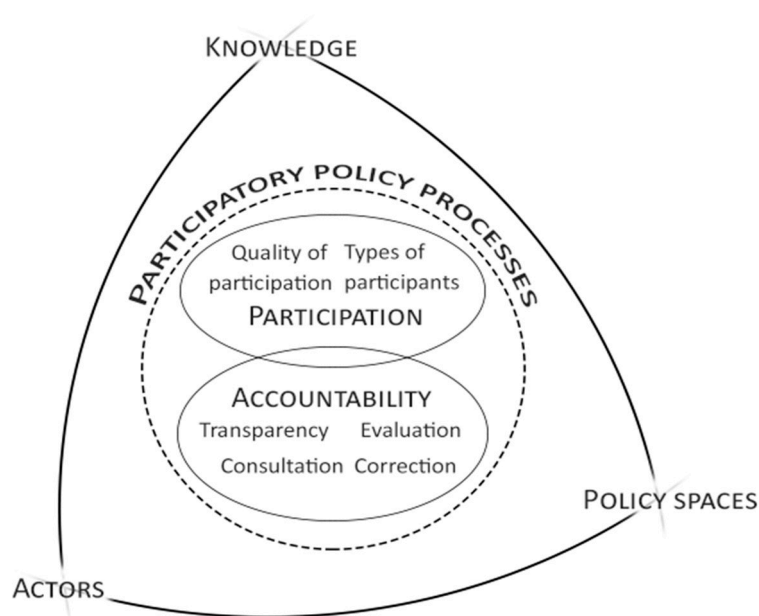 KNOWLEDGE
PARTICIPATORY POLICY PROCESSES
Quality of Types of
participation participants
PARTICIPATION
ACCOUNTABILITY
Transparency Evaluation
Consultation Correction
POLICY SPACES
ACTORS